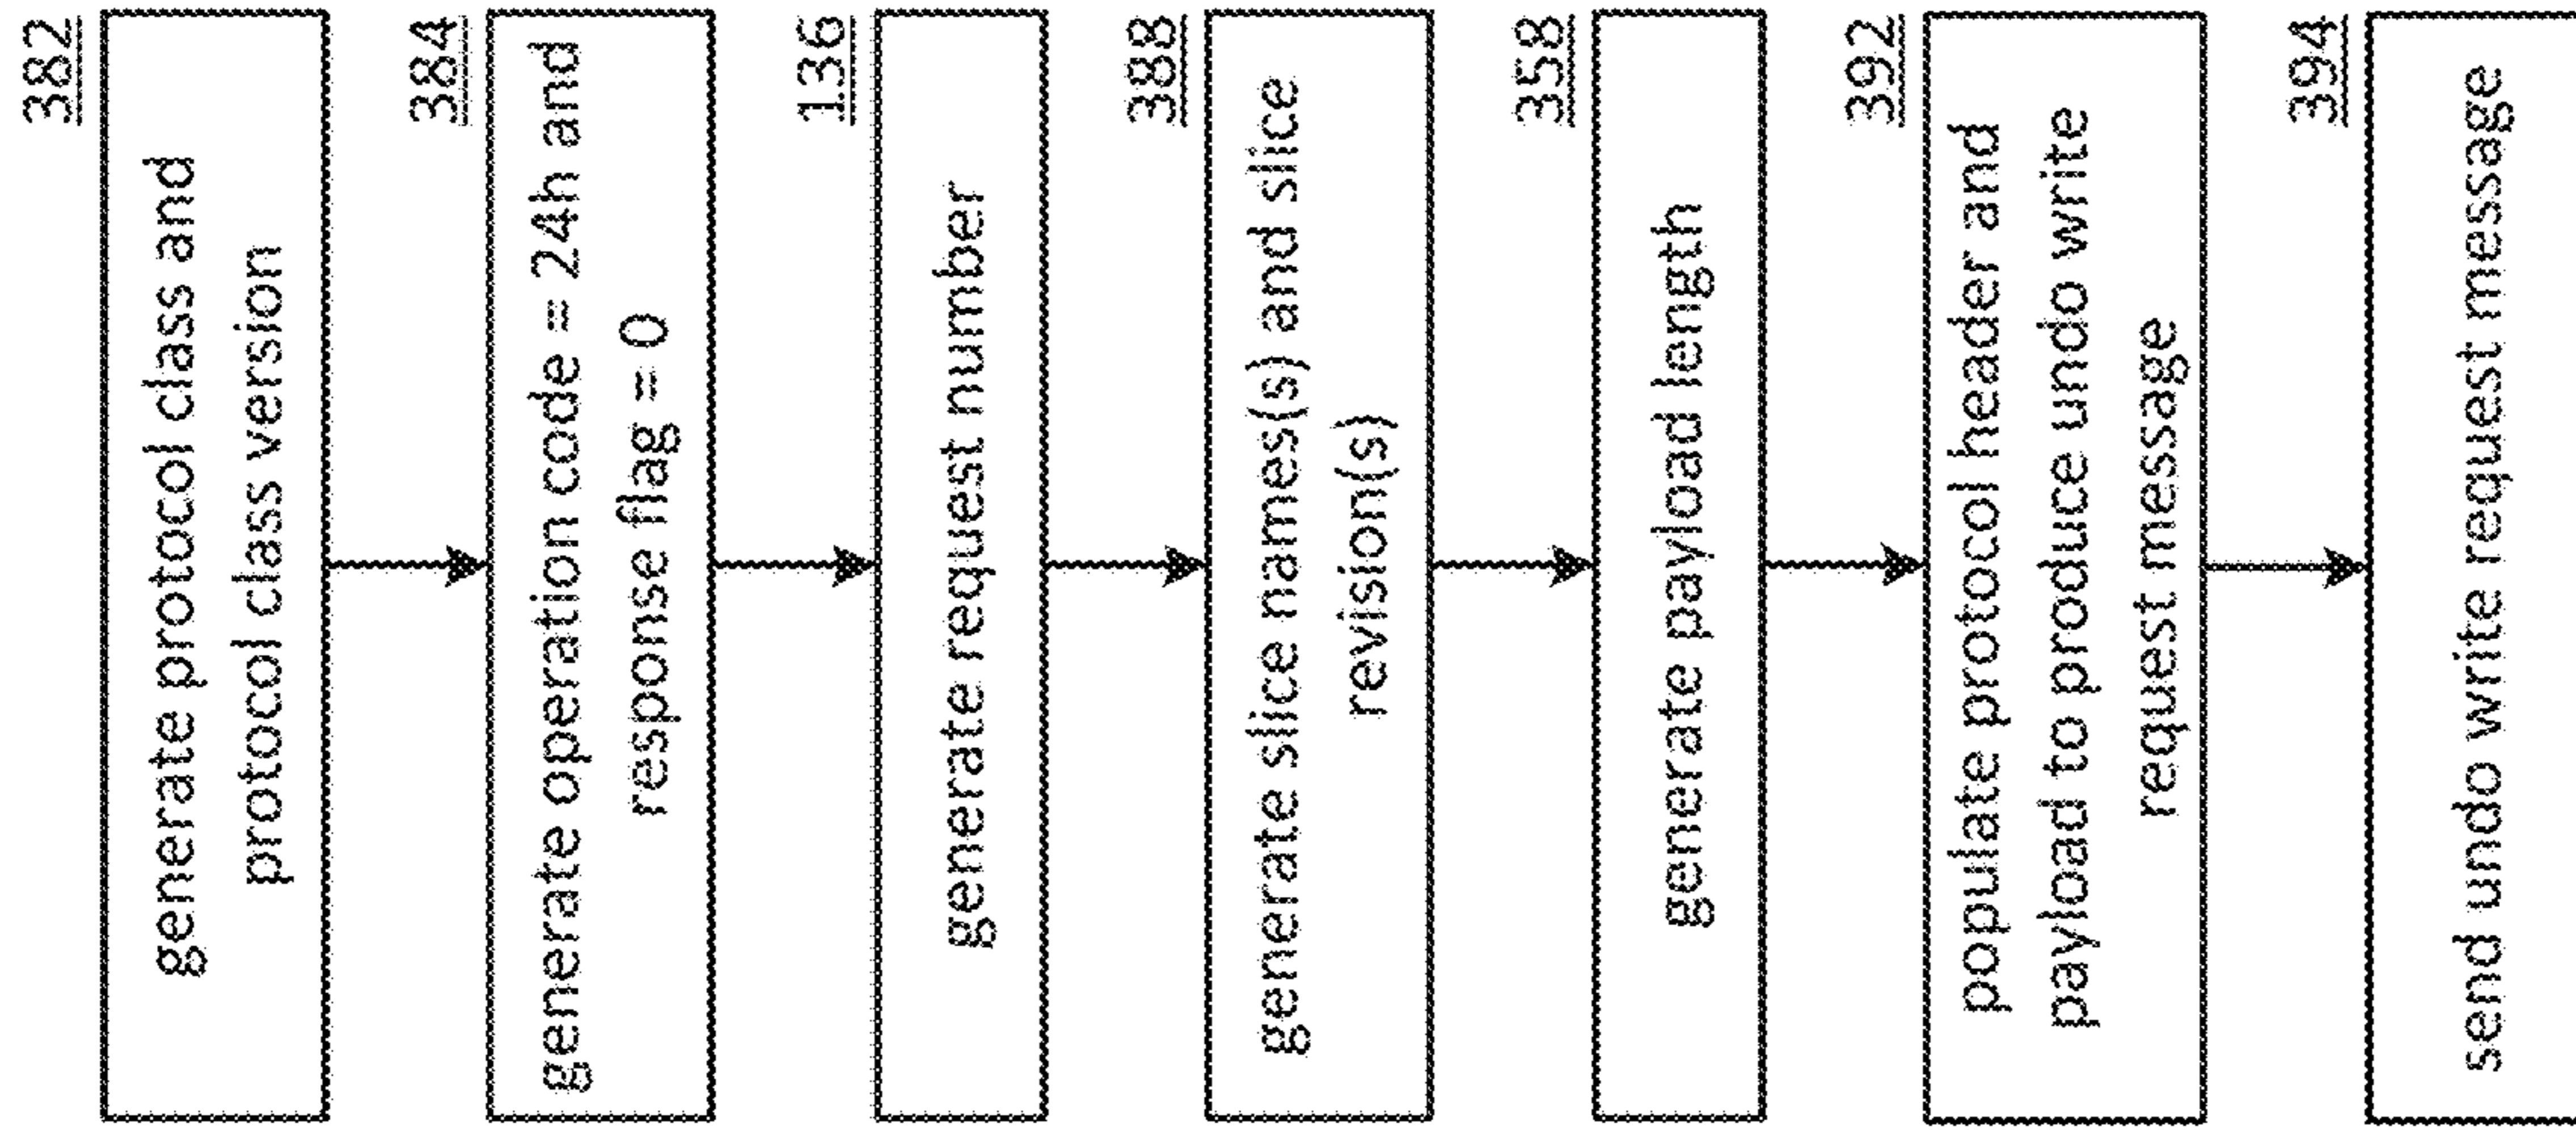 382
generate protocol class and
protocol class version
384
generate operation code = 24h and
response flag = 0
136
generate request number
388
generate slice names(s) and slice
revision(s)
358
generate payload length
392
populate protocol header and
payload to produce undo write
request message
394
send undo write request message